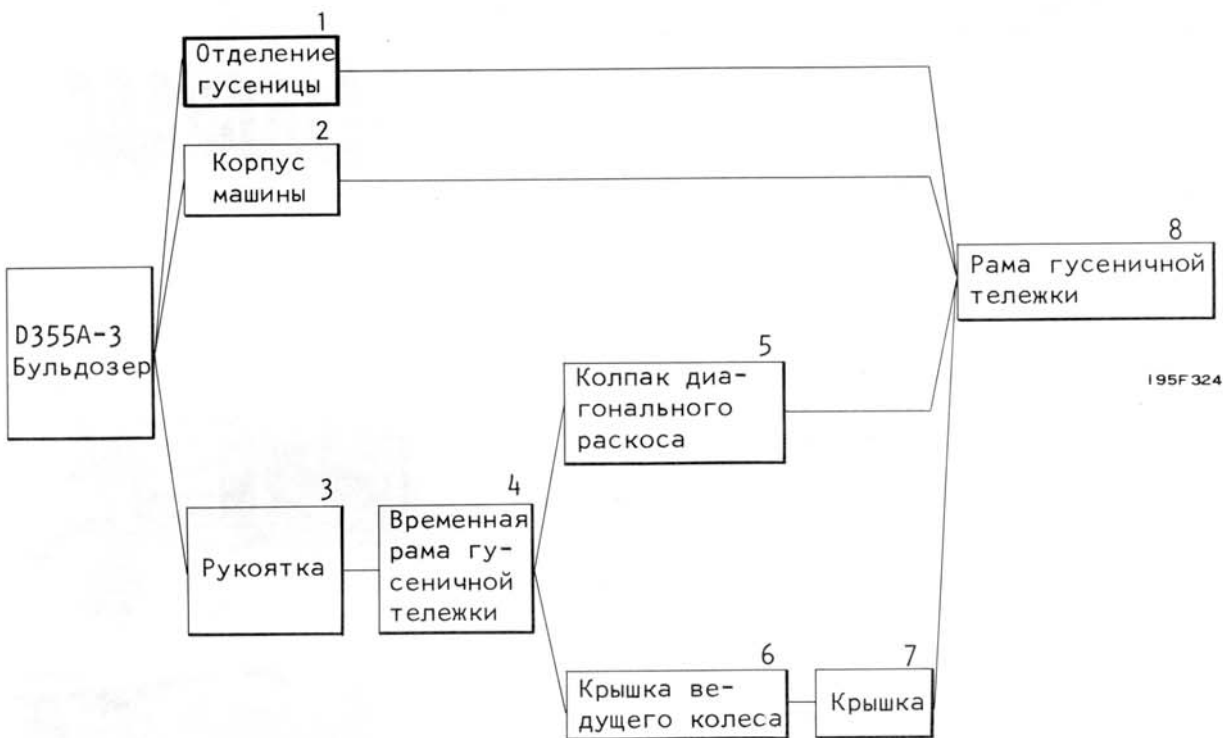 1
Отделение
гусеницы
2
Корпус
машины
8
Рама гусеничной
тележки
D355A-3
Бульдозер
5
Колпак диа-
гонального
раскоса
195F324
3
Рукоятка
4
Временная
рама гу-
сеничной
тележки
6
Крышка ве-
дущего колеса
7
Крышка